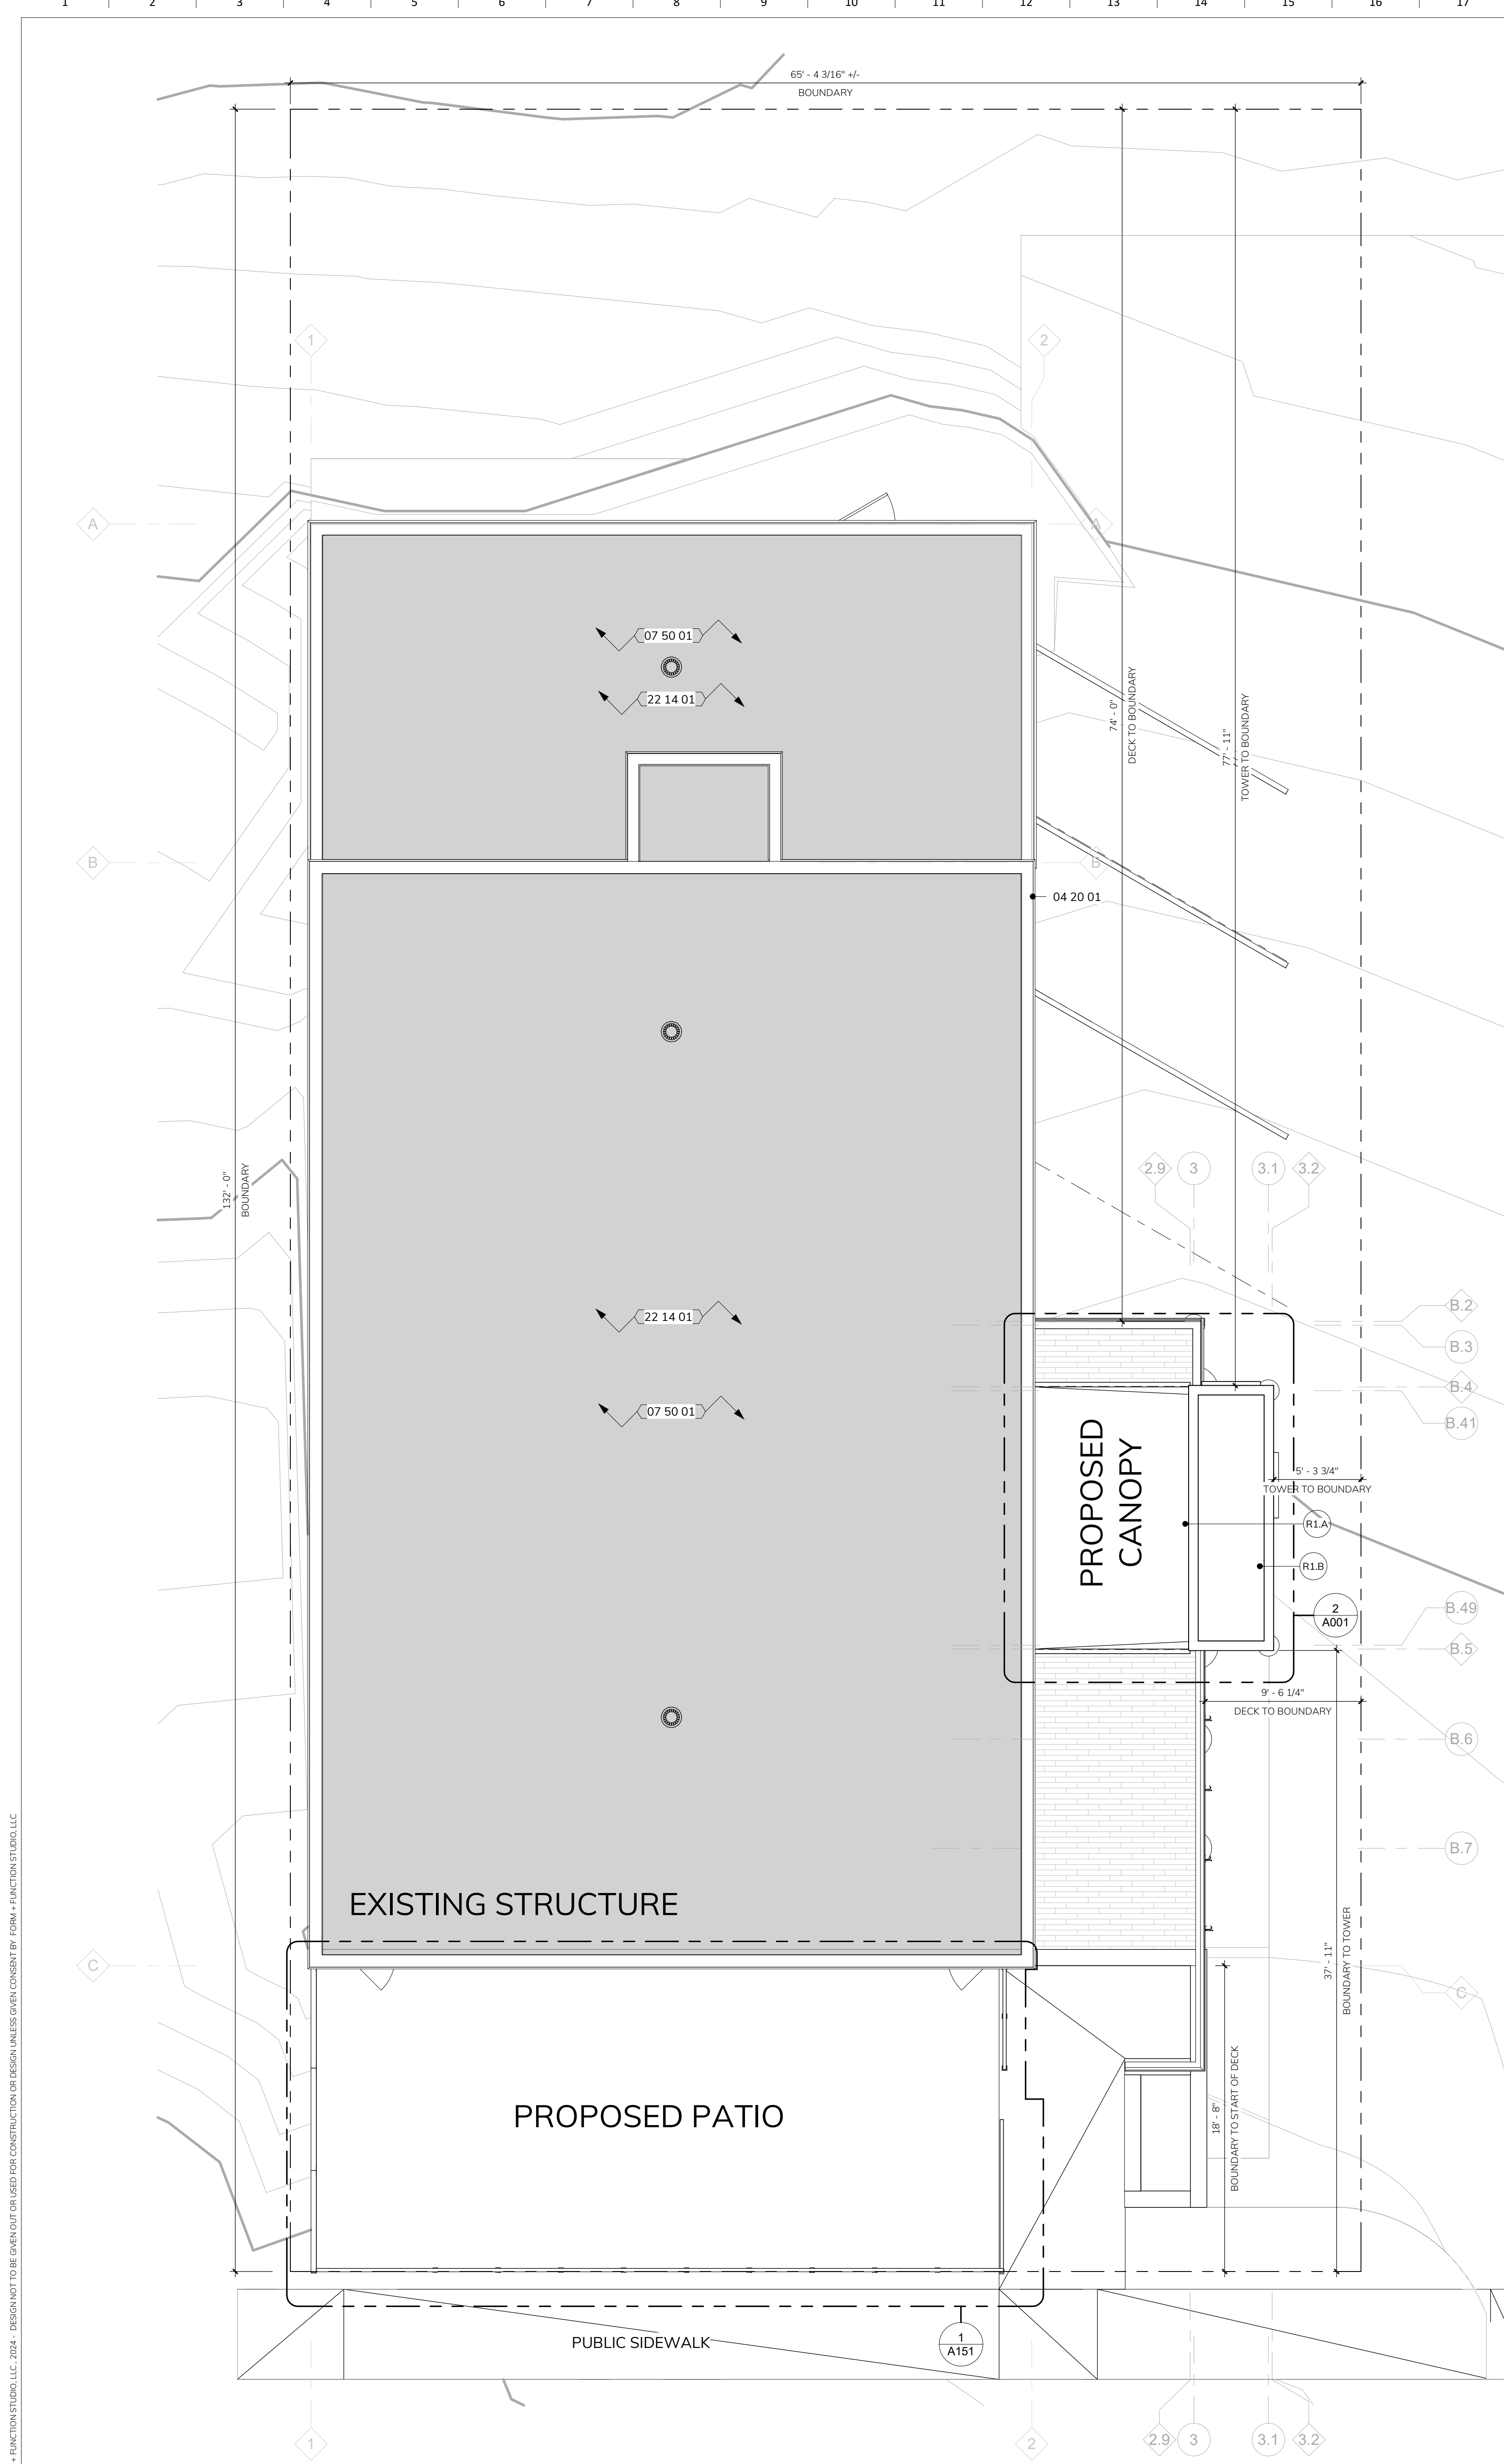 1 2 3 4 5 6 7 8 9 10 11 12 13 14 15 16 17
65' - 4 3/16" +/-
BOUNDARY
1
2
A
A
07 50 01
22 14 01
74' - 0"
DECK TO BOUNDARY
77' - 11"
TOWER TO BOUNDARY
B
B
04 20 01
132' - 0"
BOUNDARY
2.9
3
3.1
3.2
22 14 01
07 50 01
B.2
B.3
B.4
B.41
PROPOSED
CANOPY
5' - 3 3/4"
TOWER TO BOUNDARY
R1.A
R1.B
2
A001
B.49
B.5
9' - 6 1/4"
DECK TO BOUNDARY
B.6
B.7
EXISTING STRUCTURE
C
C
37' - 11"
BOUNDARY TO TOWER
18' - 8"
BOUNDARY TO START OF DECK
PROPOSED PATIO
PUBLIC SIDEWALK
1
A151
1
2
2.9
3
3.1
3.2
+ FUNCTION STUDIO, LLC , 2024 - DESIGN NOT TO BE GIVEN OUT OR USED FOR CONSTRUCTION OR DESIGN UNLESS GIVEN CONSENT BY FORM + FUNCTION STUDIO, LLC